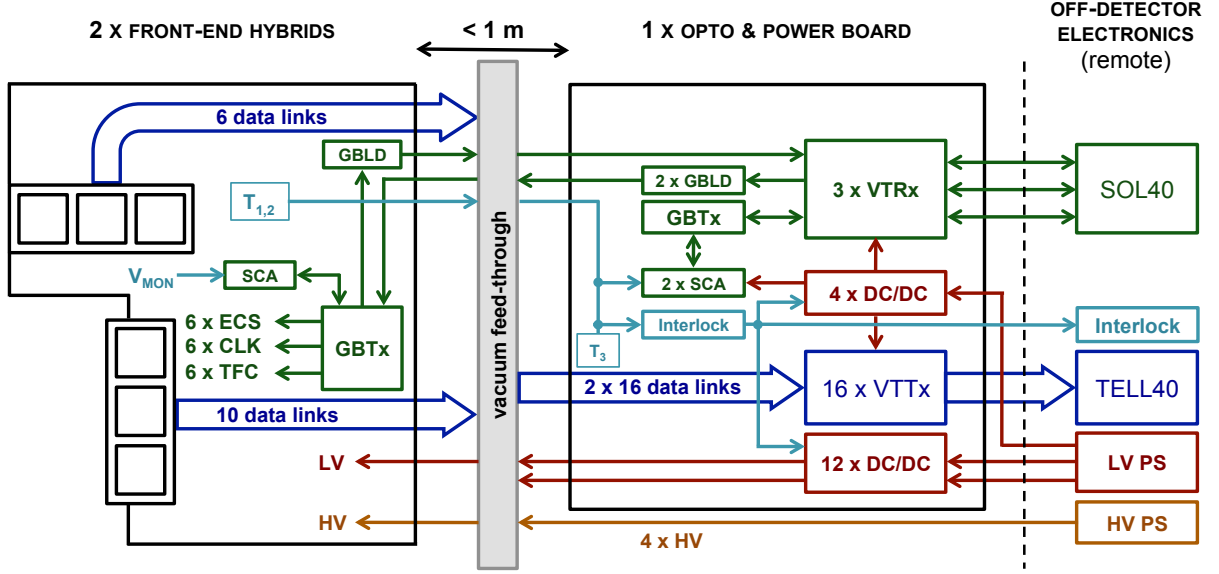 2 X FRONT-END HYBRIDS
< 1 m
1 X OPTO & POWER BOARD
OFF-DETECTOR
ELECTRONICS
(remote)
6 data links
GBLD
T1,2
VMON
SCA
6 x ECS
6 x CLK
6 x TFC
GBTx
10 data links
LV
HV
vacuum feed-through
2 x GBLD
GBTx
2 x SCA
Interlock
T3
2 x 16 data links
3 x VTRx
4 x DC/DC
16 x VTTx
12 x DC/DC
4 x HV
SOL40
Interlock
TELL40
LV PS
HV PS